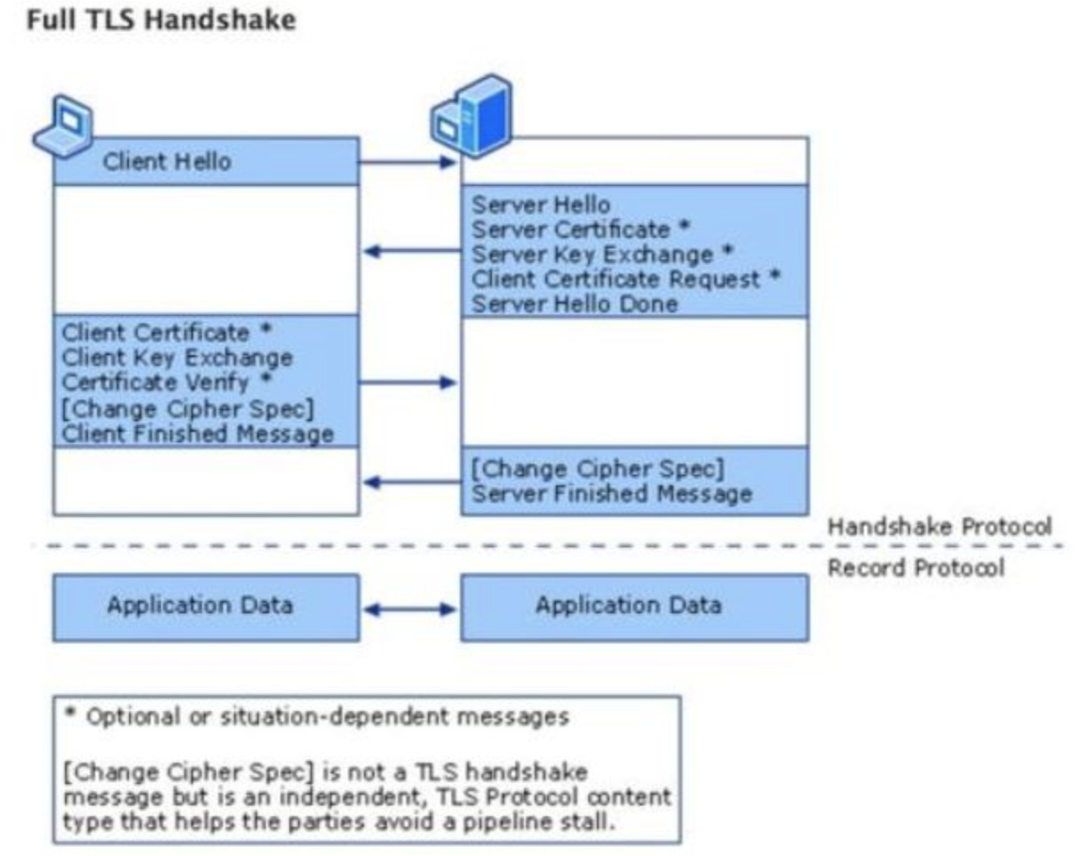 Full TLS Handshake
Client Hello
Server Hello
Server Certificate *
Server Key Exchange *
Client Certificate Request *
Server Hello Done
Client Certificate *
Client Key Exchange
Certificate Verify *
[Change Cipher Spec]
Client Finished Message
[Change Cipher Spec]
Server Finished Message
Handshake Protocol
Record Protocol
Application Data
Application Data
* Optional or situation-dependent messages
[Change Cipher Spec] is not a TLS handshake
message but is an independent, TLS Protocol content
type that helps the parties avoid a pipeline stall.